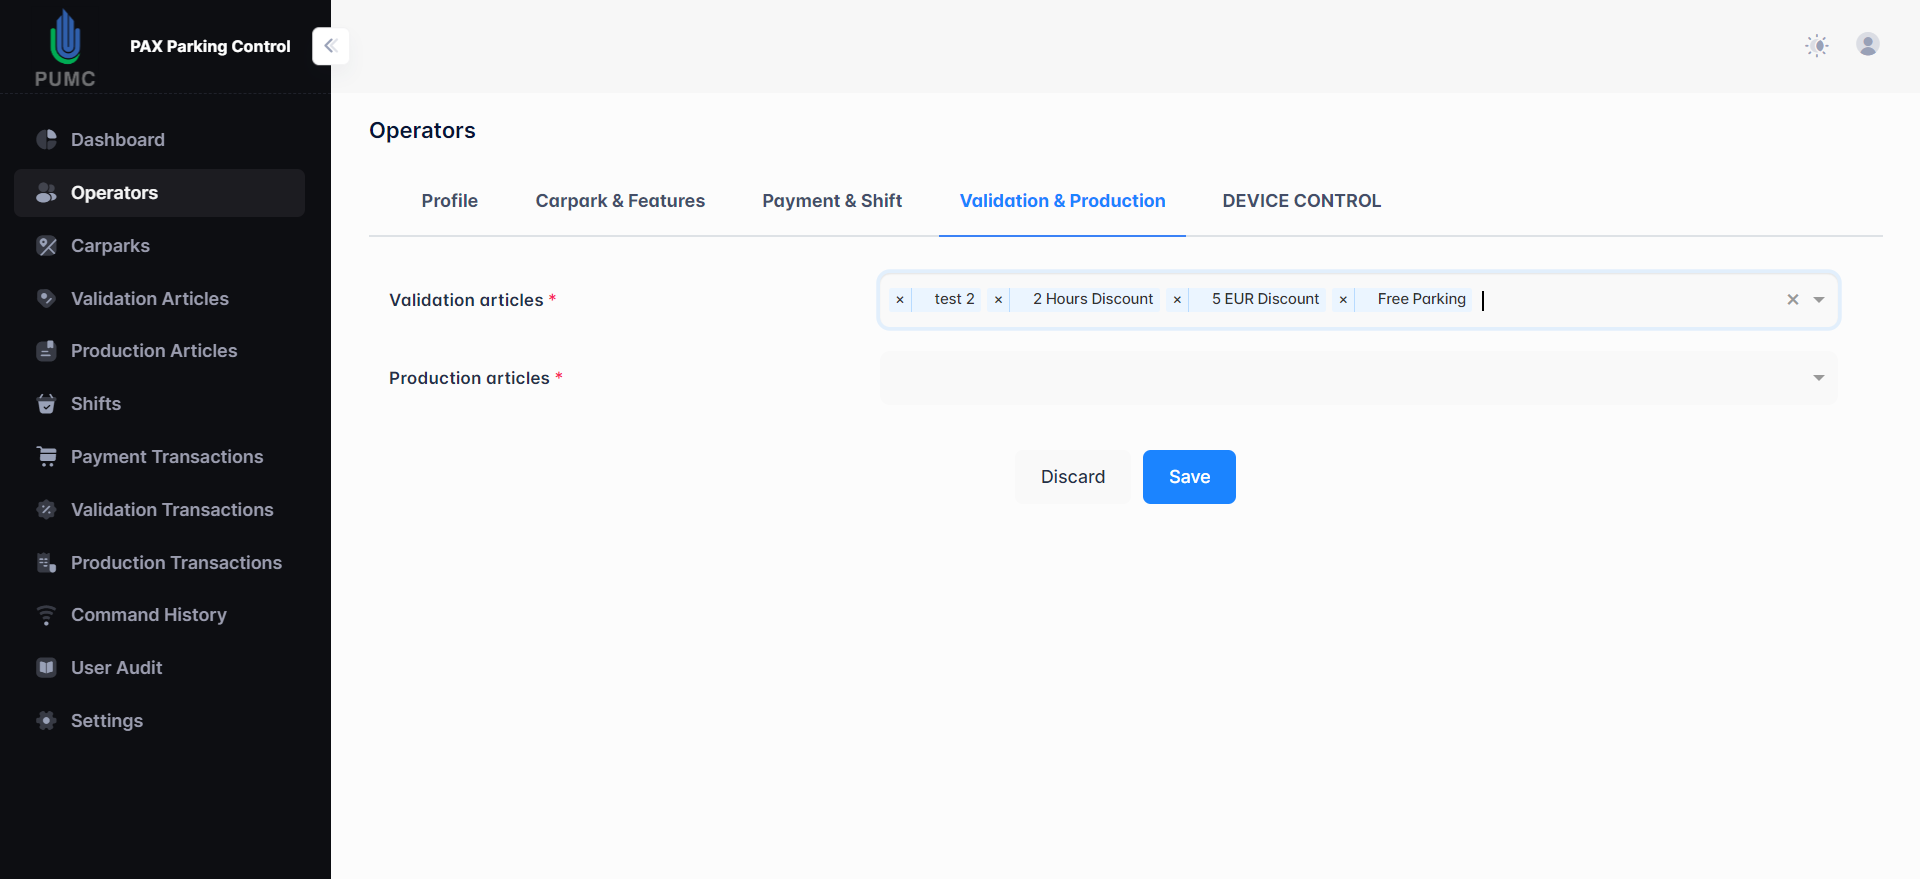 PUMC
PAX Parking Control
Dashboard
Operators
Carparks
Validation Articles
Production Articles
Shifts
Payment Transactions
Validation Transactions
Production Transactions
Command History
User Audit
Settings
Operators
Profile Carpark & Features Payment & Shift Validation & Production DEVICE CONTROL
Validation articles * × test 2 × 2 Hours Discount × 5 EUR Discount × Free Parking ×
Production articles *
Discard Save